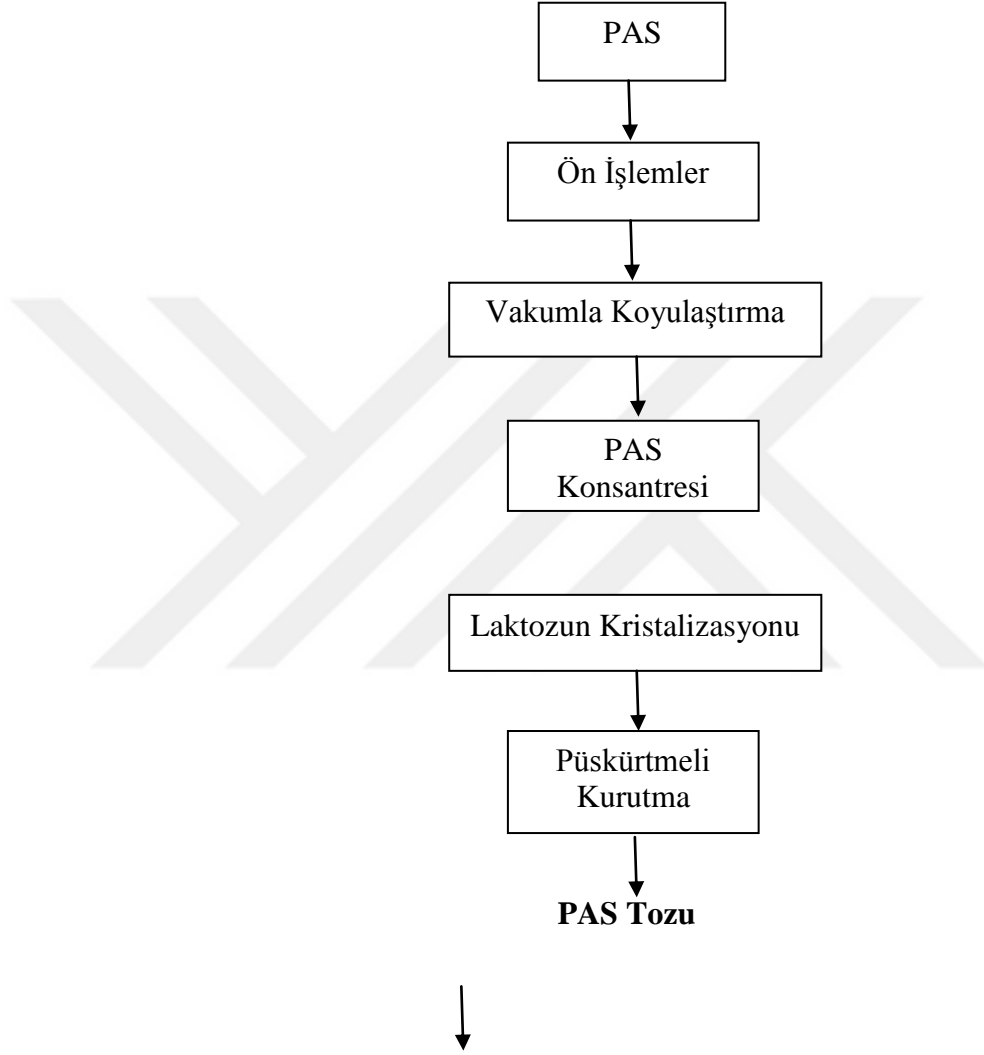 PAS
Ön İşlemler
Vakumla Koyulaştırma
PAS
Konsantresi
Laktozun Kristalizasyonu
Püskürtmeli
Kurutma
PAS Tozu